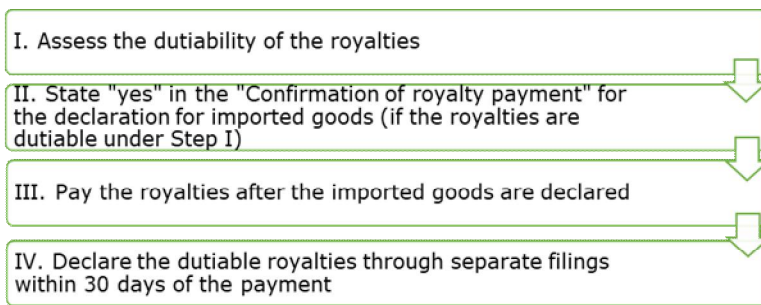 I. Assess the dutiability of the royalties
II. State "yes" in the "Confirmation of royalty payment" for
the declaration for imported goods (if the royalties are
dutiable under Step I)
III. Pay the royalties after the imported goods are declared
IV. Declare the dutiable royalties through separate filings
within 30 days of the payment